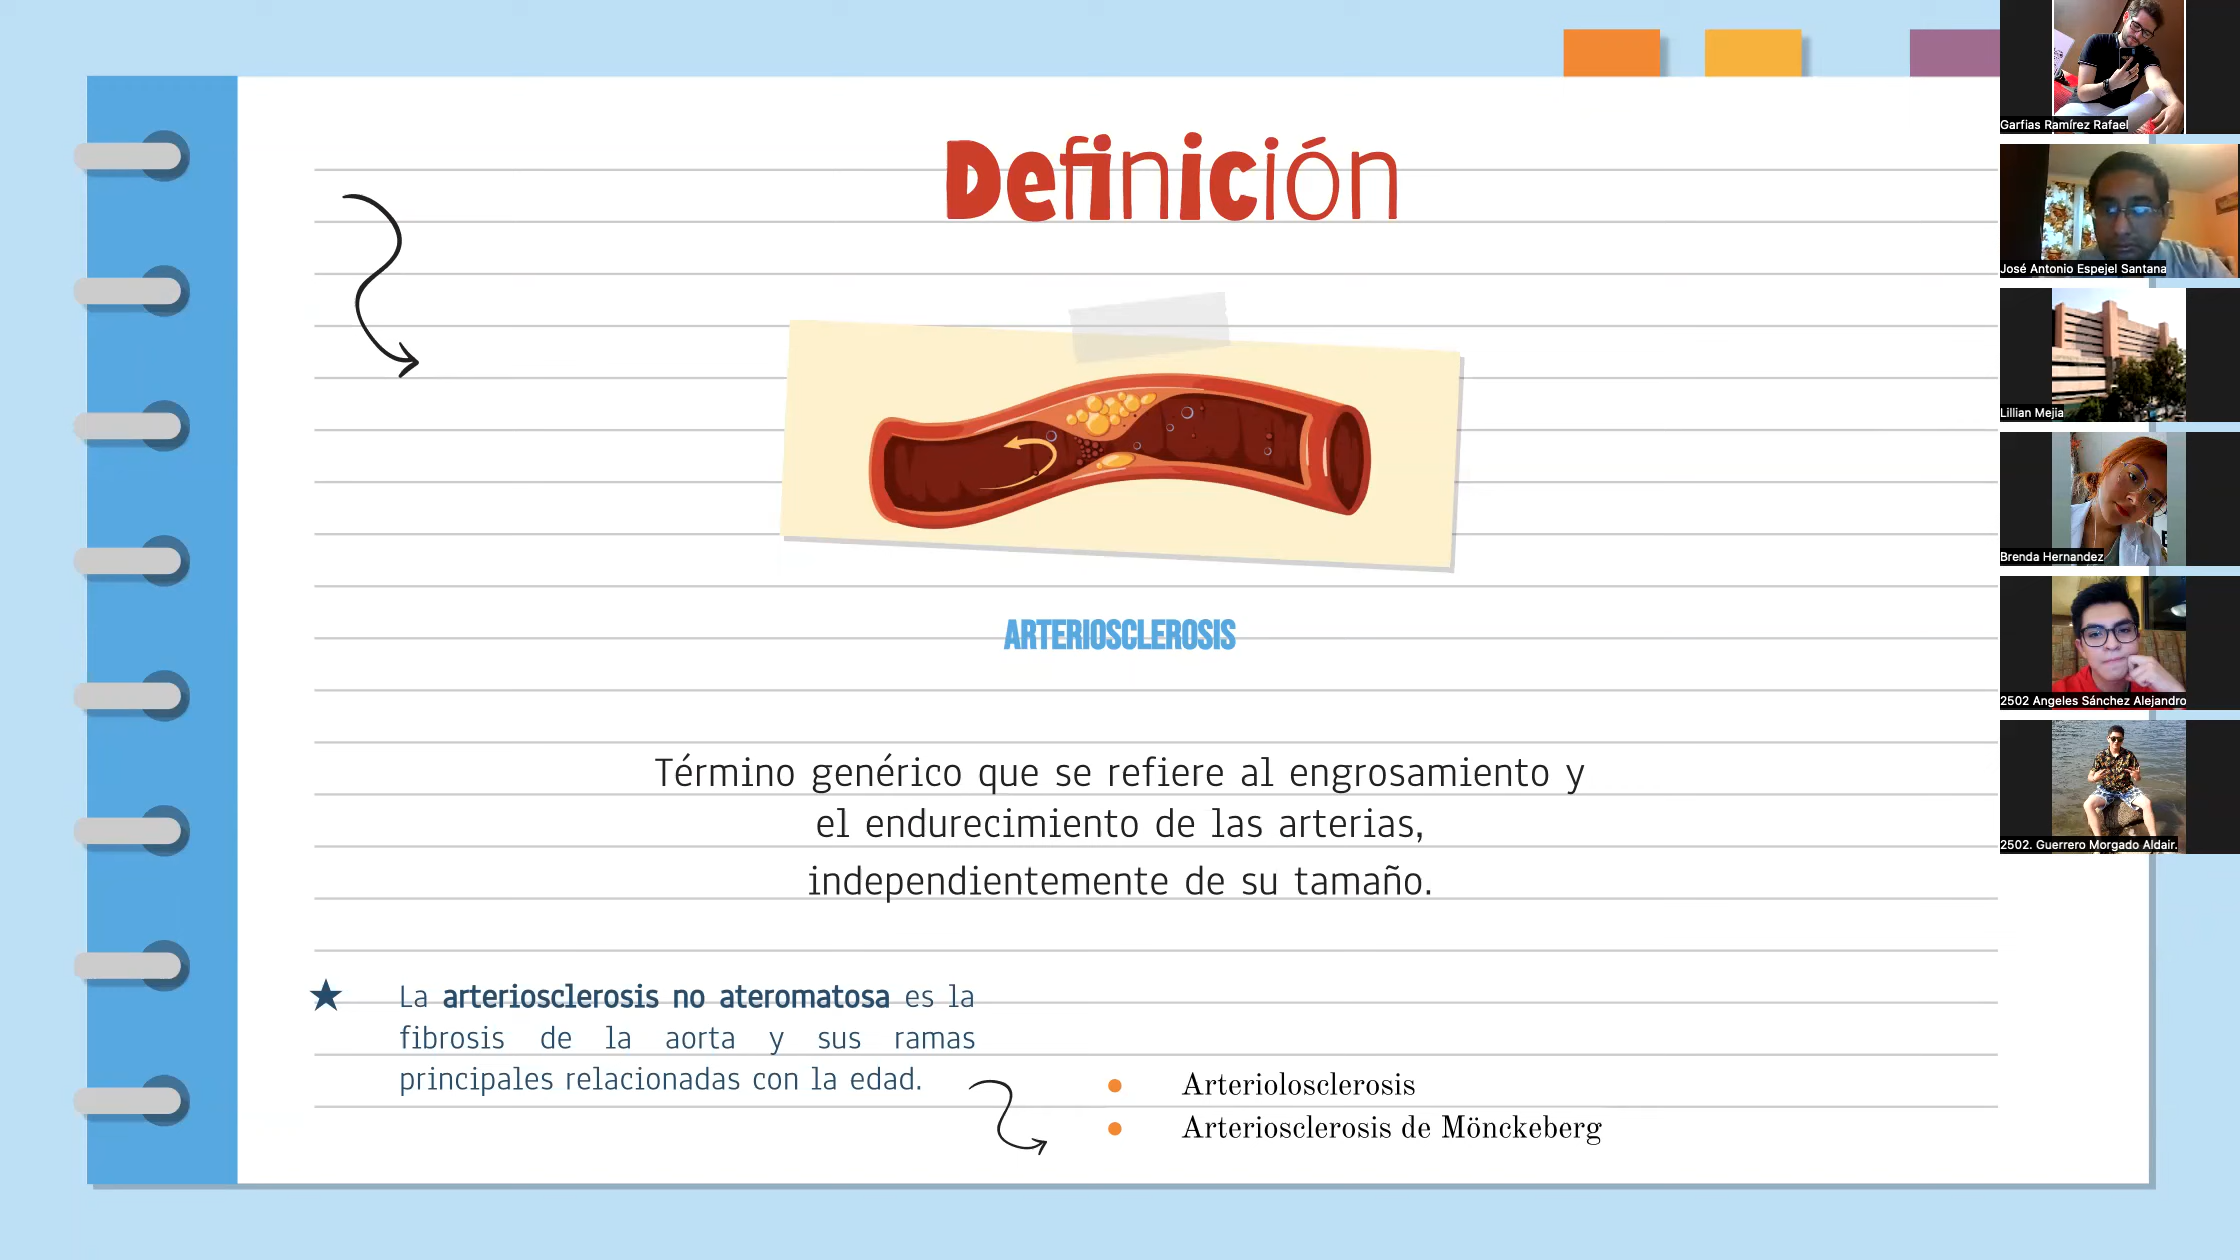 Definición
ARTERIOSCLEROSIS
Término genérico que se refiere al engrosamiento y
el endurecimiento de las arterias,
independientemente de su tamaño.
La arteriosclerosis no ateromatosa es la
fibrosis de la aorta y sus ramas
principales relacionadas con la edad.
Arteriolosclerosis
Arteriosclerosis de Mönckeberg
Garfias Ramírez Rafael
José Antonio Espejel Santana
Lillian Mejia
Brenda Hernandez
2502 Angeles Sánchez Alejandro
2502. Guerrero Morgado Aldair.